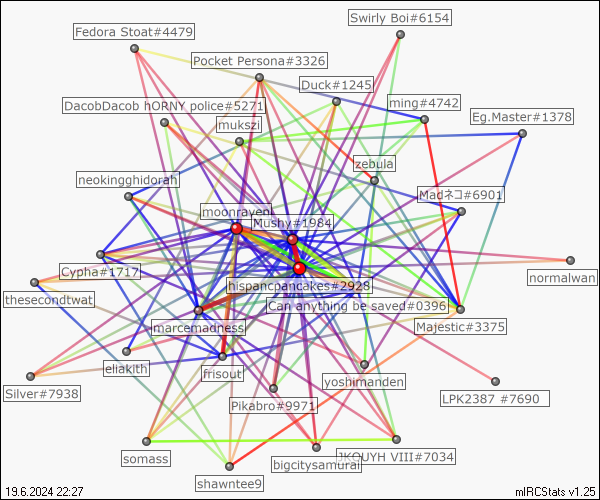 Swirly Boi#6154
Fedora Stoat#4479
Pocket Persona#3326
Duck#1245
DacobDacob hORNY police#5271
ming#4742
Eg.Master#1378
mukszi
zebula
neokingghidorah
Madネコ#6901
moonraven
Mushy#1984
Cypha#1717
normalwan
hispancpancakes#2928
thesecondtwat
Can anything be saved#0396
marcemadness
Majestic#3375
eliakith
frisout
yoshimanden
Silver#7938
Pikabro#9971
LPK2387 #7690
somass
JKOUYH VIII#7034
bigcitysamurai
shawntee9
19.6.2024 22:27
mIRCStats v1.25